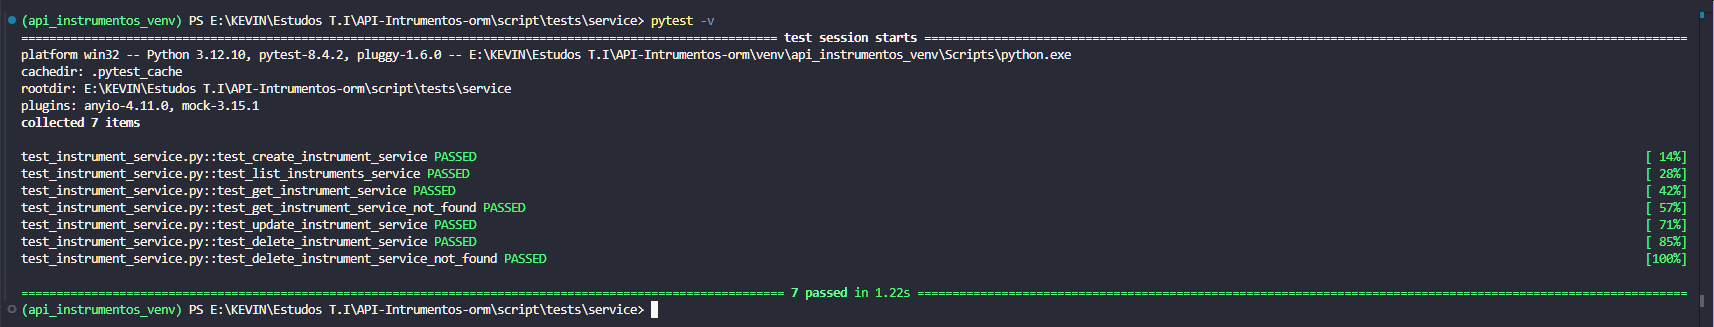 (api_instrumentos_venv) PS E:\KEVIN\Estudos T.I\API-Intrumentos-orm\script\tests\service> pytest -v
============================= test session starts =============================
platform win32 -- Python 3.12.10, pytest-8.4.2, pluggy-1.6.0 -- E:\KEVIN\Estudos T.I\API-Intrumentos-orm\venv\api_instrumentos_venv\Scripts\python.exe
cachedir: .pytest_cache
rootdir: E:\KEVIN\Estudos T.I\API-Intrumentos-orm\script\tests\service
plugins: anyio-4.11.0, mock-3.15.1
collected 7 items
test_instrument_service.py::test_create_instrument_service PASSED [ 14%]
test_instrument_service.py::test_list_instruments_service PASSED [ 28%]
test_instrument_service.py::test_get_instrument_service PASSED [ 42%]
test_instrument_service.py::test_get_instrument_service_not_found PASSED [ 57%]
test_instrument_service.py::test_update_instrument_service PASSED [ 71%]
test_instrument_service.py::test_delete_instrument_service PASSED [ 85%]
test_instrument_service.py::test_delete_instrument_service_not_found PASSED [100%]
============================= 7 passed in 1.22s =============================
(api_instrumentos_venv) PS E:\KEVIN\Estudos T.I\API-Intrumentos-orm\script\tests\service>